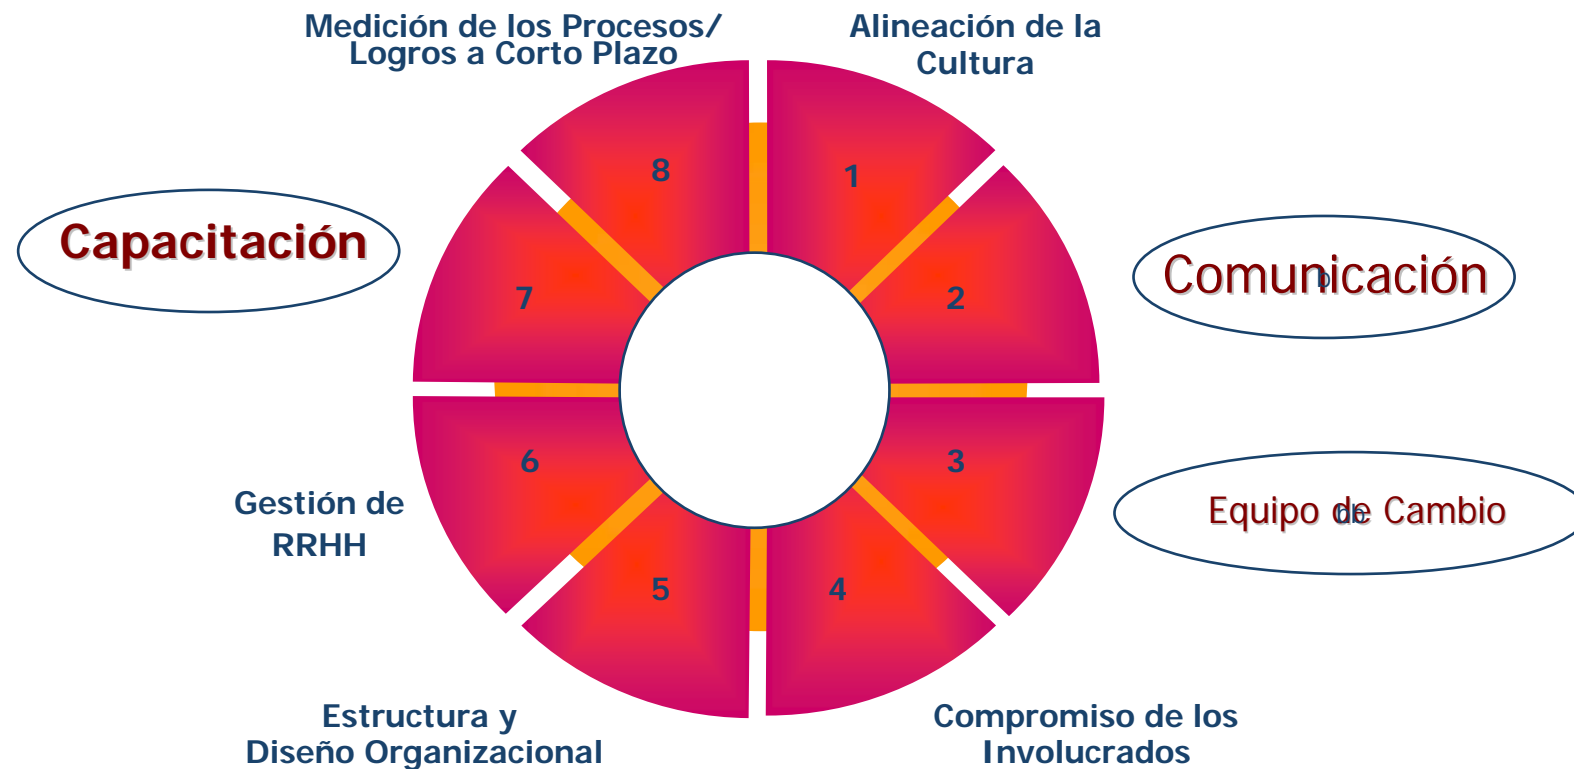 Medición de los Procesos/
Logros a Corto Plazo
Alineación de la
Cultura
8
1
Capacitación
Comunicación
b
7
2
6
3
Equipo de Cambio
bb
Gestión de
RRHH
5
4
Estructura y
Diseño Organizacional
Compromiso de los
Involucrados